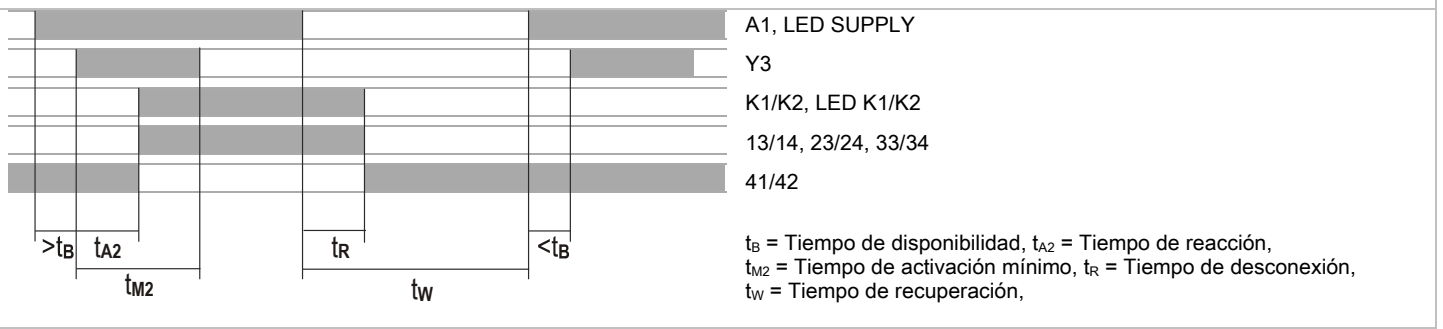 A1, LED SUPPLY
Y3
K1/K2, LED K1/K2
13/14, 23/24, 33/34
41/42
>tB tA2 tR <tB
tM2 tW
tB = Tiempo de disponibilidad, tA2 = Tiempo de reacción,
tM2 = Tiempo de activación mínimo, tR = Tiempo de desconexión,
tW = Tiempo de recuperación,